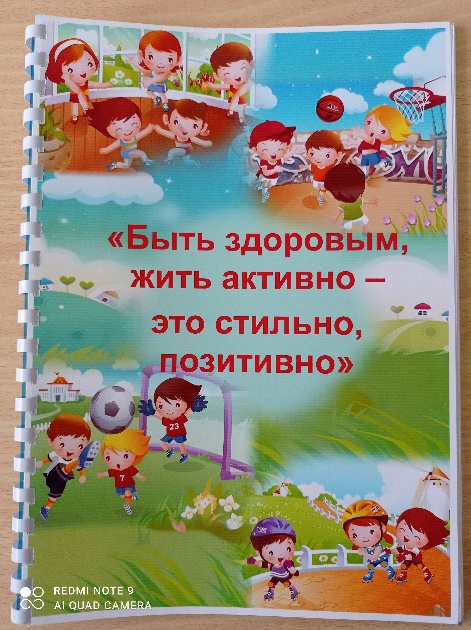 «Быть здоровым,
жить активно –
это стильно,
позитивно»
23
7
REDMI NOTE 9
AI QUAD CAMERA